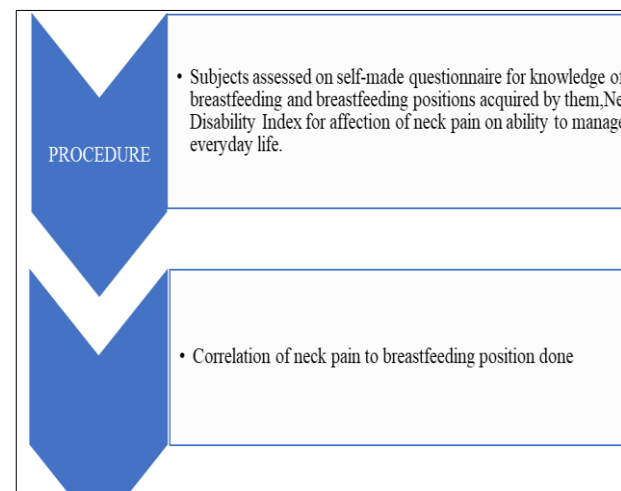 PROCEDURE
• Subjects assessed on self-made questionnaire for knowledge of
breastfeeding and breastfeeding positions acquired by them,Ne
Disability Index for affection of neck pain on ability to manage
everyday life.
• Correlation of neck pain to breastfeeding position done